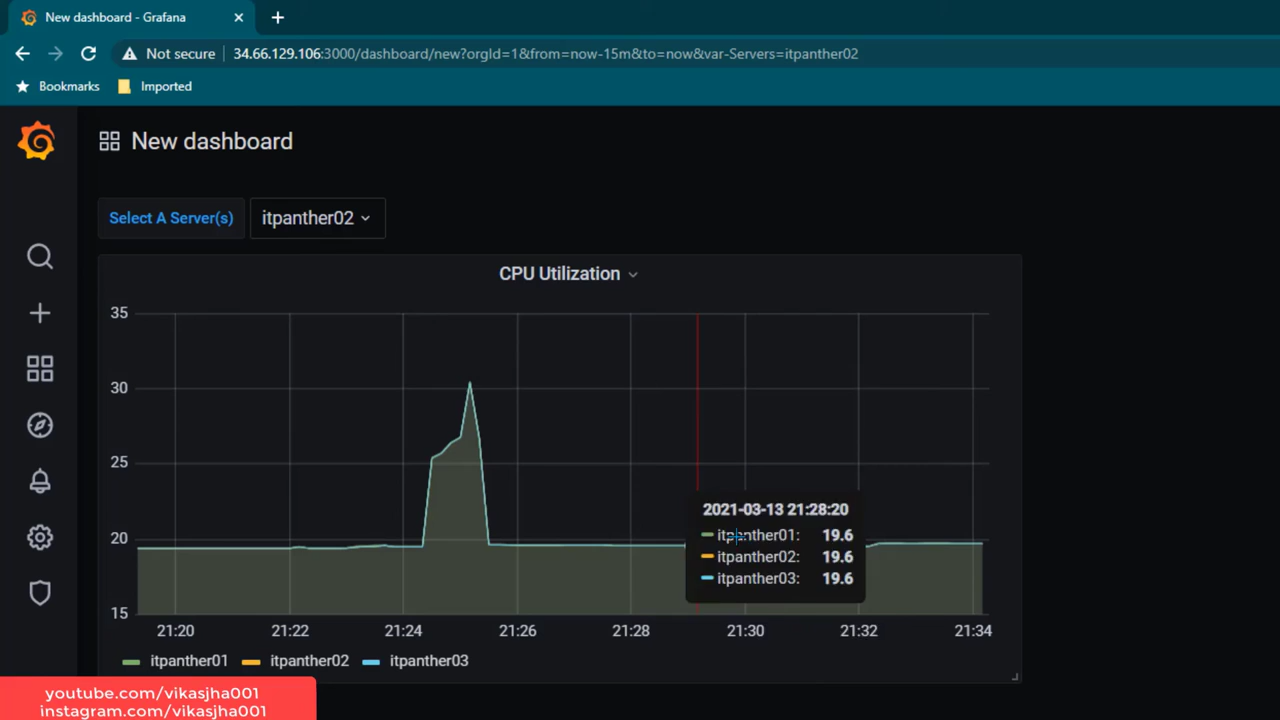 New dashboard - Grafana
Not secure 34.66.129.106:3000/dashboard/new?orgId=1&from=now-15m&to=now&var-Servers=itpanther02
Bookmarks Imported
New dashboard
Select A Server(s) itpanther02
CPU Utilization
35
30
25
20
15
2021-03-13 21:28:20
itpanther01: 19.6
itpanther02: 19.6
itpanther03: 19.6
21:20 21:22 21:24 21:26 21:28 21:30 21:32 21:34
itpanther01 itpanther02 itpanther03
youtube.com/vikasjha001
instagram.com/vikasjha001